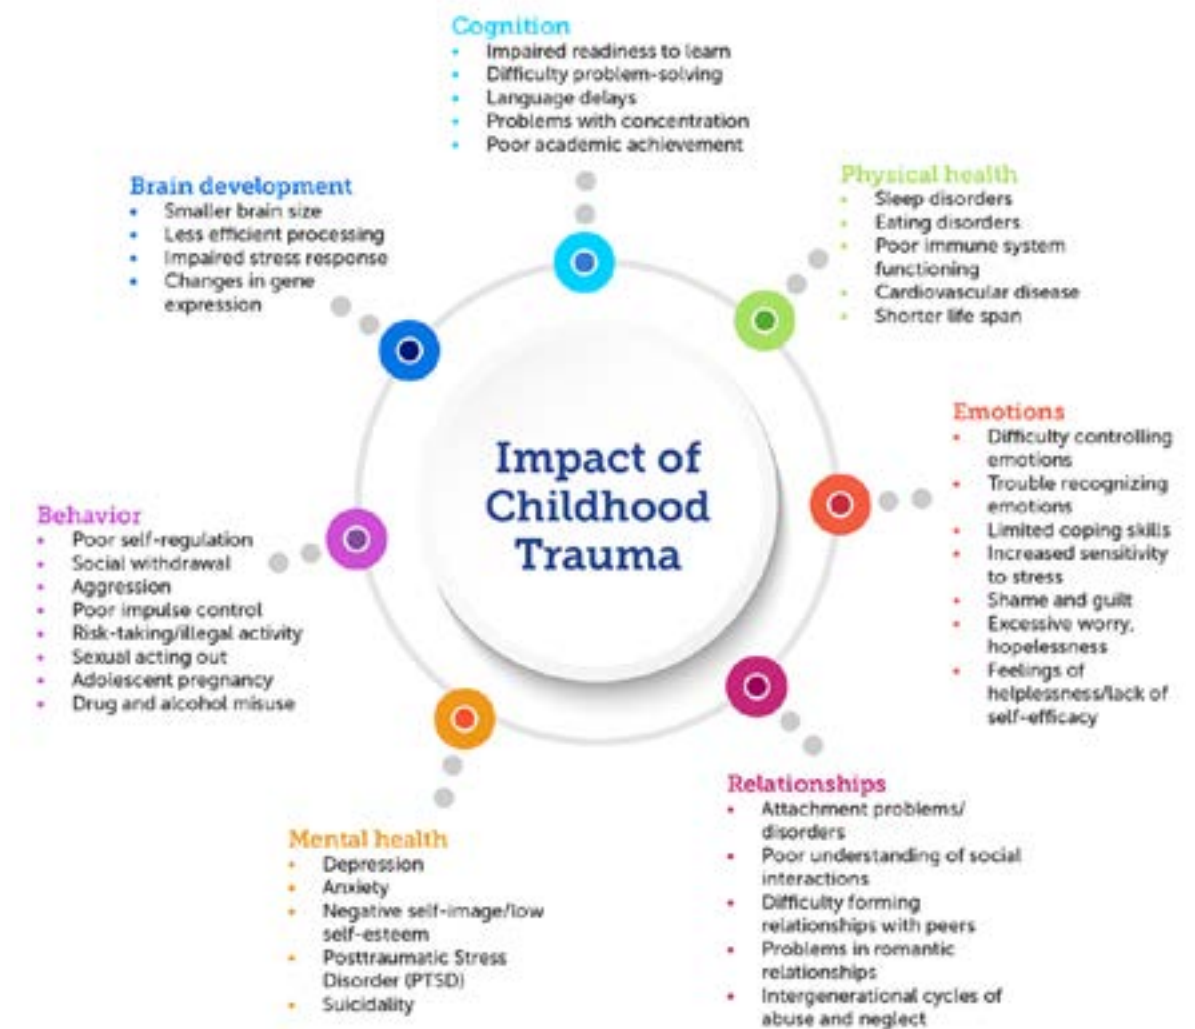 Cognition
Impaired readiness to learn
Difficulty problem-solving
Language delays
Problems with concentration
Poor academic achievement
Physical health
Sleep disorders
Eating disorders
Poor immune system
functioning
Cardiovascular disease
Shorter life span
Emotions
Difficulty controlling
emotions
Trouble recognizing
emotions
Limited coping skills
Increased sensitivity
to stress
Shame and guilt
Excessive worry,
hopelessness
Feelings of
helplessness/lack of
self-efficacy
Relationships
Attachment problems/
disorders
Poor understanding of social
interactions
Difficulty forming
relationships with peers
Problems in romantic
relationships
Intergenerational cycles of
abuse and neglect
Mental health
Depression
Anxiety
Negative self-image/low
self-esteem
Posttraumatic Stress
Disorder (PTSD)
Suicidality
Behavior
Poor self-regulation
Social withdrawal
Aggression
Poor impulse control
Risk-taking/illegal activity
Sexual acting out
Adolescent pregnancy
Drug and alcohol misuse
Brain development
Smaller brain size
Less efficient processing
Impaired stress response
Changes in gene
expression
Impact of
Childhood
Trauma